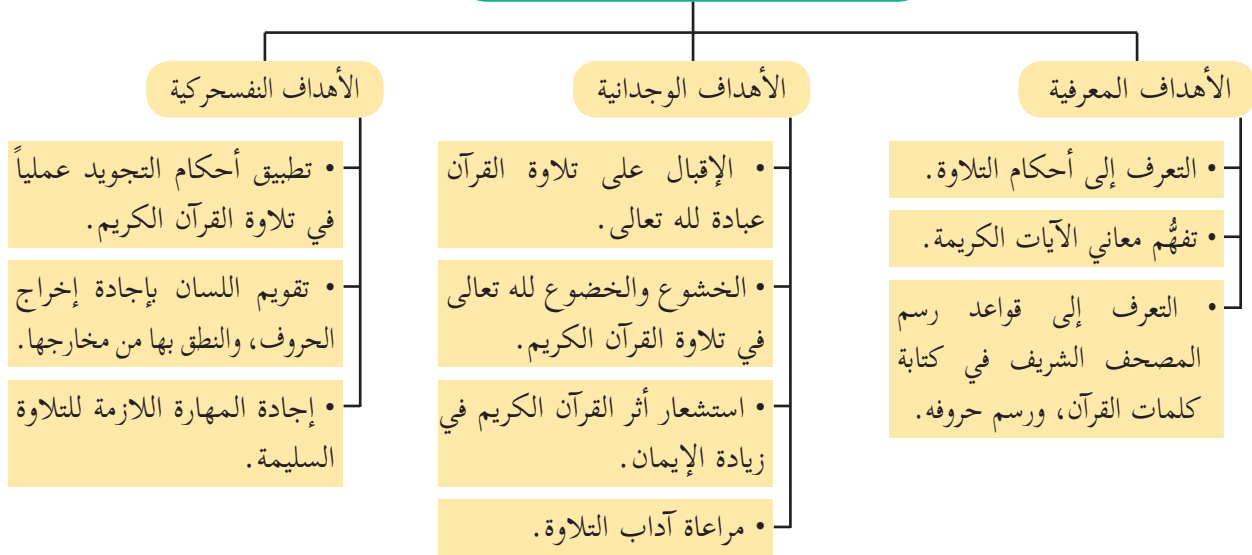 الأهداف المعرفية
• التعرف إلى أحكام التلاوة.
• تفهُّم معاني الآيات الكريمة.
• التعرف إلى قواعد رسم
المصحف الشريف في كتابة
كلمات القرآن، ورسم حروفه.
الأهداف الوجدانية
• الإقبال على تلاوة القرآن
عبادة لله تعالى.
• الخشوع والخضوع لله تعالى
في تلاوة القرآن الكريم.
• استشعار أثر القرآن الكريم في
زيادة الإيمان.
• مراعاة آداب التلاوة.
الأهداف النفسحركية
• تطبيق أحكام التجويد عملياً
في تلاوة القرآن الكريم.
• تقويم اللسان بإجادة إخراج
الحروف، والنطق بها من مخارجها.
• إجادة المهارة اللازمة للتلاوة
السليمة.